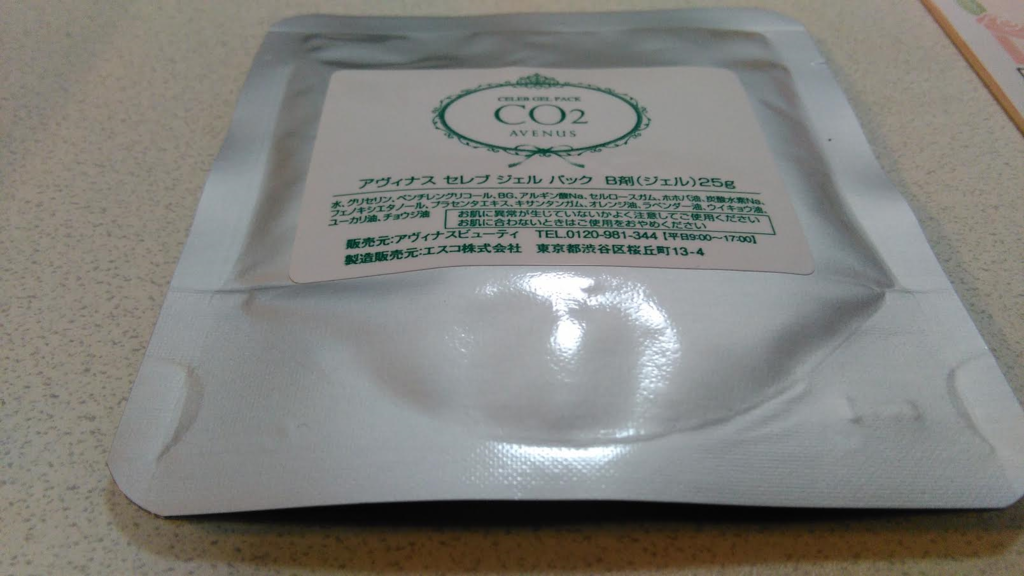 CELEB GEL PACK
CO2
AVENUS
アヴィナス セレブ ジェル パック B剤(ジェル)25g
水、グリセリン、ペンチレングリコール、BG、アルギン酸Na、セルロースガム、ホホバ油、炭酸水素Na、
フェノキシエタノール、プラセンタエキス、キサンタンガム、オレンジ油、ラベンダー油、ウイキョウ油、
ユーカリ油、チョウジ油
お肌に異常が生じていないかよく注意してご使用ください
お肌に合わないときはご使用をおやめください
販売元:アヴィナスビューティ TEL.0120-981-344【平日9:00〜17:00】
製造販売元:エスコ株式会社 東京都渋谷区桜丘町13-4